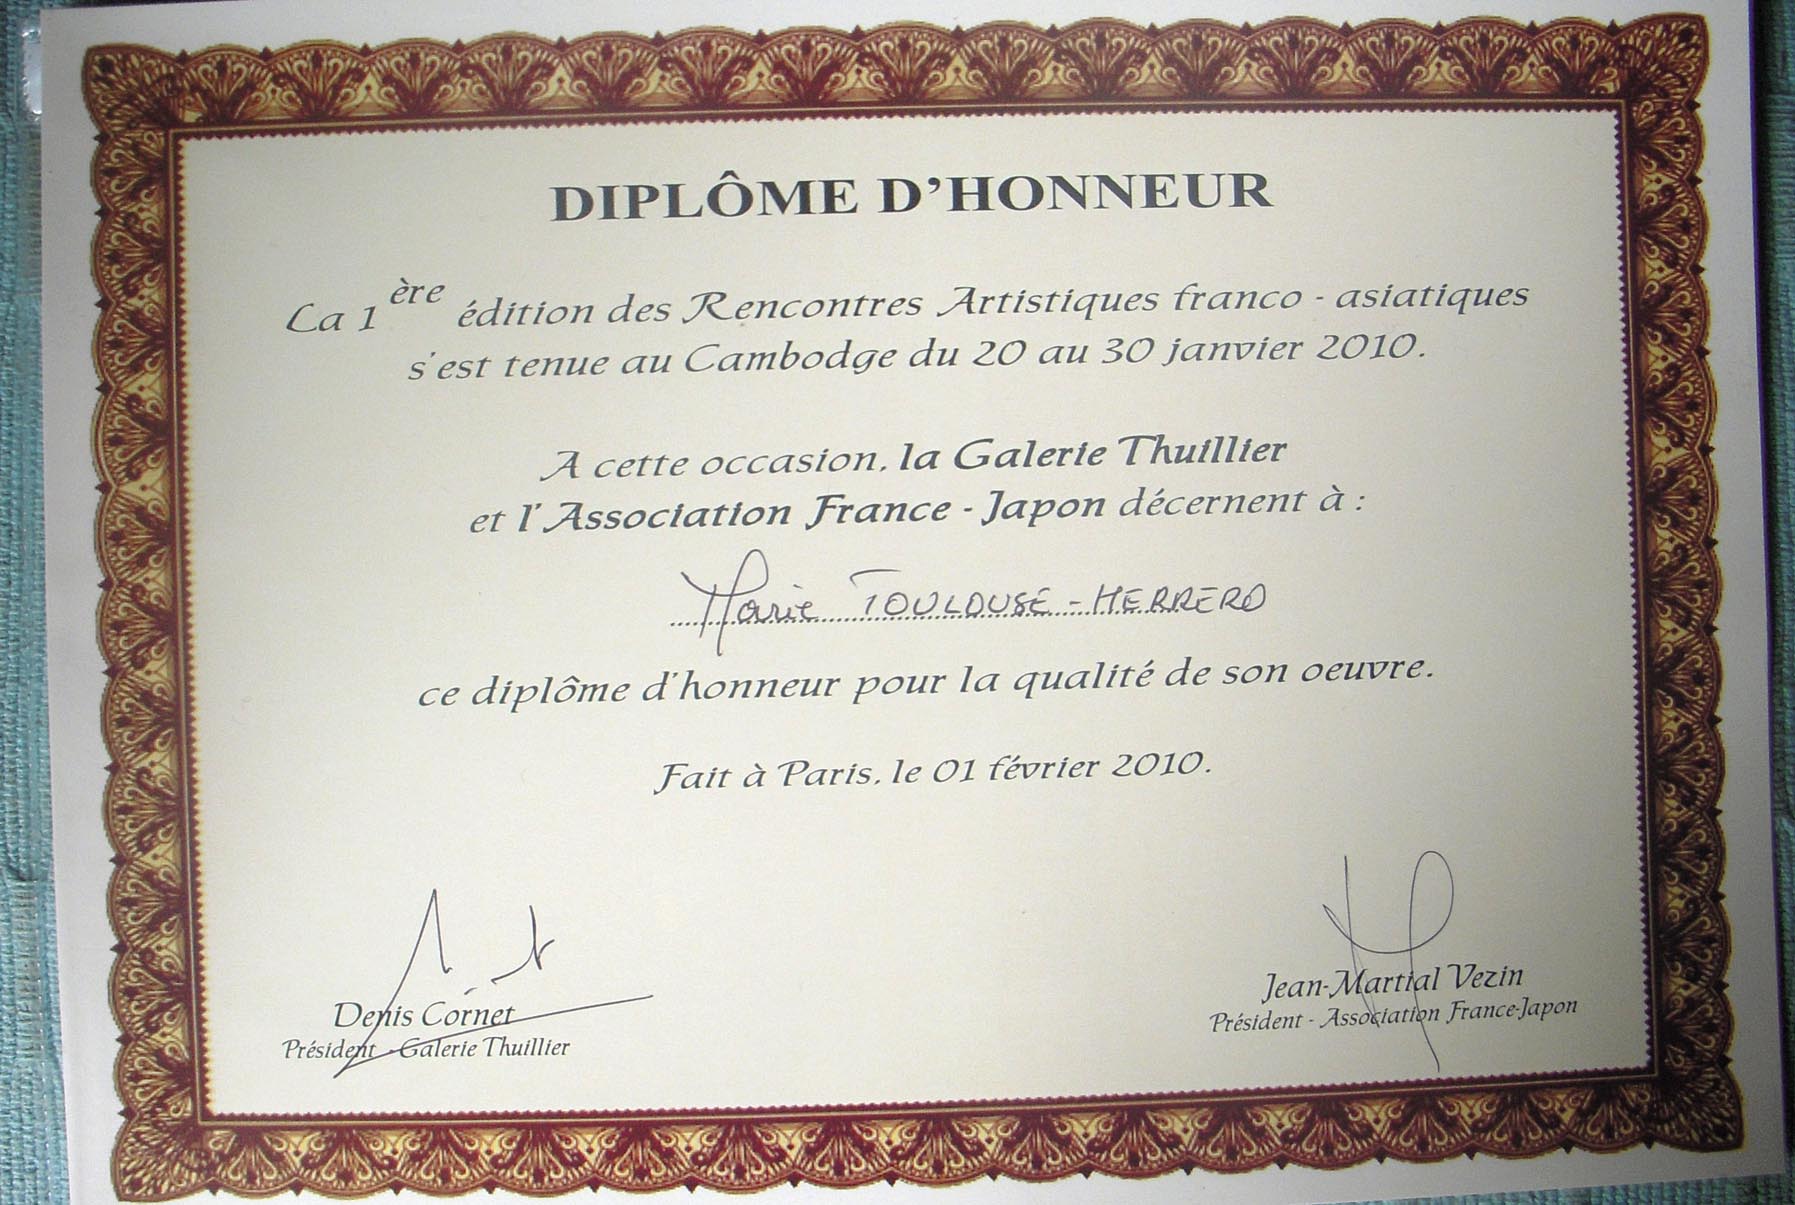 DIPLÔME D'HONNEUR
La 1ère édition des Rencontres Artistiques franco - asiatiques
s'est tenue au Cambodge du 20 au 30 janvier 2010.
A cette occasion, la Galerie Thuillier
et l'Association France - Japon décernent à :
Marie TOULOUSE - HERRERO
ce diplôme d'honneur pour la qualité de son oeuvre.
Fait à Paris, le 01 février 2010.
Denis Cornet
Président - Galerie Thuillier
Jean-Martial Vezin
Président - Association France-Japon